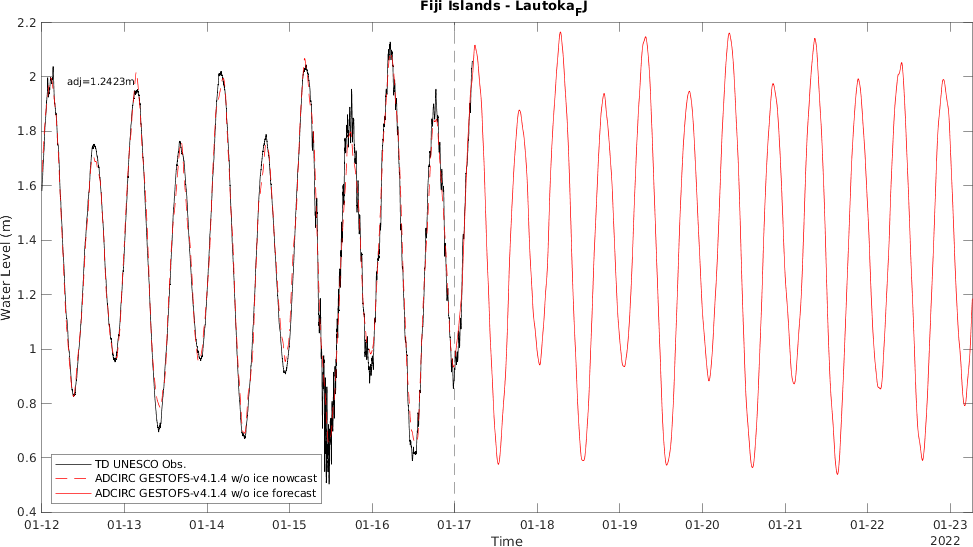 Fiji Islands - Lautoka_FJ
2.2
2
1.8
1.6
1.4
1.2
1
0.8
0.6
0.4
Water Level (m)
adj=1.2423m
TD UNESCO Obs.
ADCIRC GESTOFS-v4.1.4 w/o ice nowcast
ADCIRC GESTOFS-v4.1.4 w/o ice forecast
01-12 01-13 01-14 01-15 01-16 01-17 01-18 01-19 01-20 01-21 01-22 01-23
Time
2022